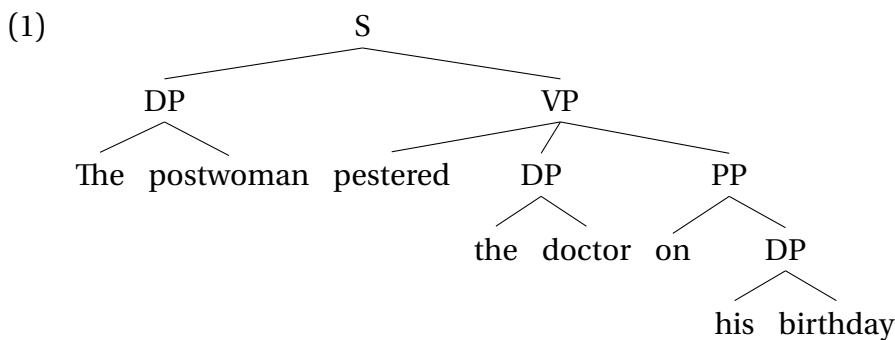 (1) S
DP VP
The postwoman pestered DP PP
the doctor on DP
his birthday